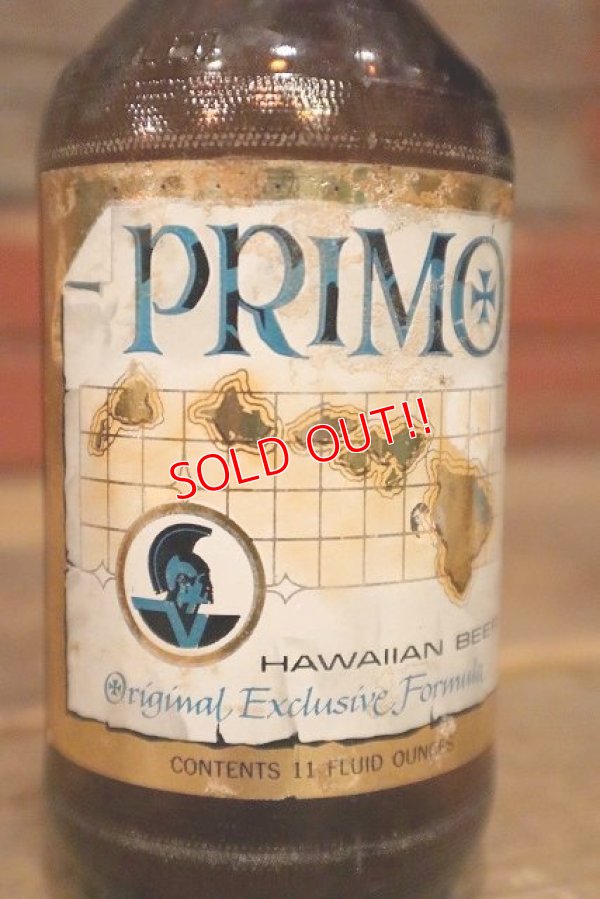 PRIMO
SOLD OUT!!
HAWAIIAN BEER
Original Exclusive Formula
CONTENTS 11 FLUID OUNCES